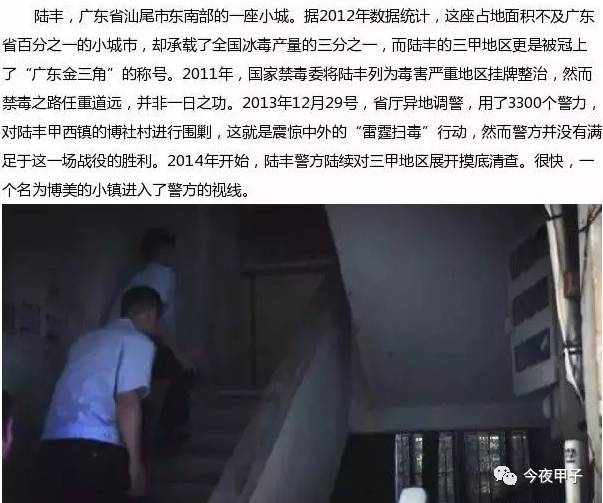 陆丰，广东省汕尾市东南部的一座小城。据2012年数据统计，这座占地面积不及广东
省百分之一的小城市，却承载了全国冰毒产量的三分之一，而陆丰的三甲地区更是被冠上
了“广东金三角”的称号。2011年，国家禁毒委将陆丰列为毒害严重地区挂牌整治，然而
禁毒之路任重道远，并非一日之功。2013年12月29号，省厅异地调警，用了3300个警力，
对陆丰甲西镇的博社村进行围剿，这就是震惊中外的“雷霆扫毒”行动，然而警方并没有满
足于这一场战役的胜利。2014年开始，陆丰警方陆续对三甲地区展开摸底清查。很快，一
个名为博美的小镇进入了警方的视线。
今夜甲子